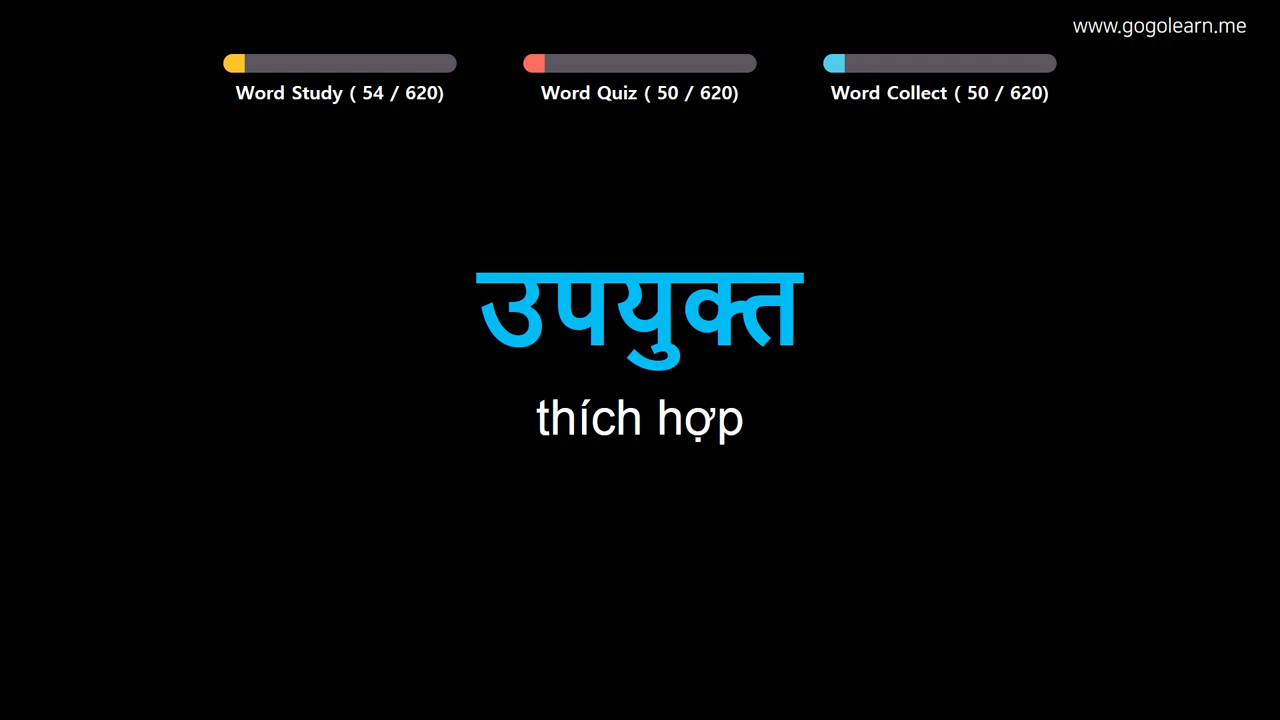 www.gogolearn.me
Word Study ( 54 / 620)
Word Quiz ( 50 / 620)
Word Collect ( 50 / 620)
उपयुक्त
thích hợp